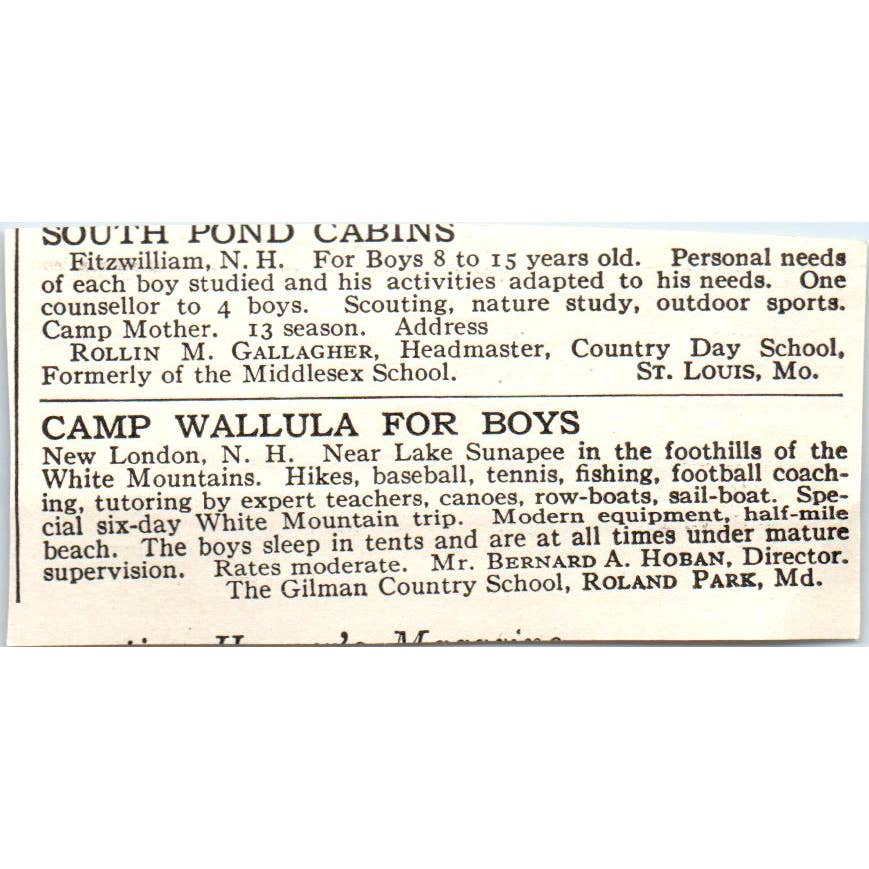 SOUTH POND CABINS
Fitzwilliam, N. H. For Boys 8 to 15 years old. Personal needs
of each boy studied and his activities adapted to his needs. One
counsellor to 4 boys. Scouting, nature study, outdoor sports.
Camp Mother. 13 season. Address
ROLLIN M. GALLAGHER, Headmaster, Country Day School,
Formerly of the Middlesex School. ST. LOUIS, MO.
CAMP WALLULA FOR BOYS
New London, N. H. Near Lake Sunapee in the foothills of the
White Mountains. Hikes, baseball, tennis, fishing, football coach-
ing, tutoring by expert teachers, canoes, row-boats, sail-boat. Spe-
cial six-day White Mountain trip. Modern equipment, half-mile
beach. The boys sleep in tents and are at all times under mature
supervision. Rates moderate. Mr. BERNARD A. HOBAN, Director.
The Gilman Country School, ROLAND PARK, Md.
Magazine